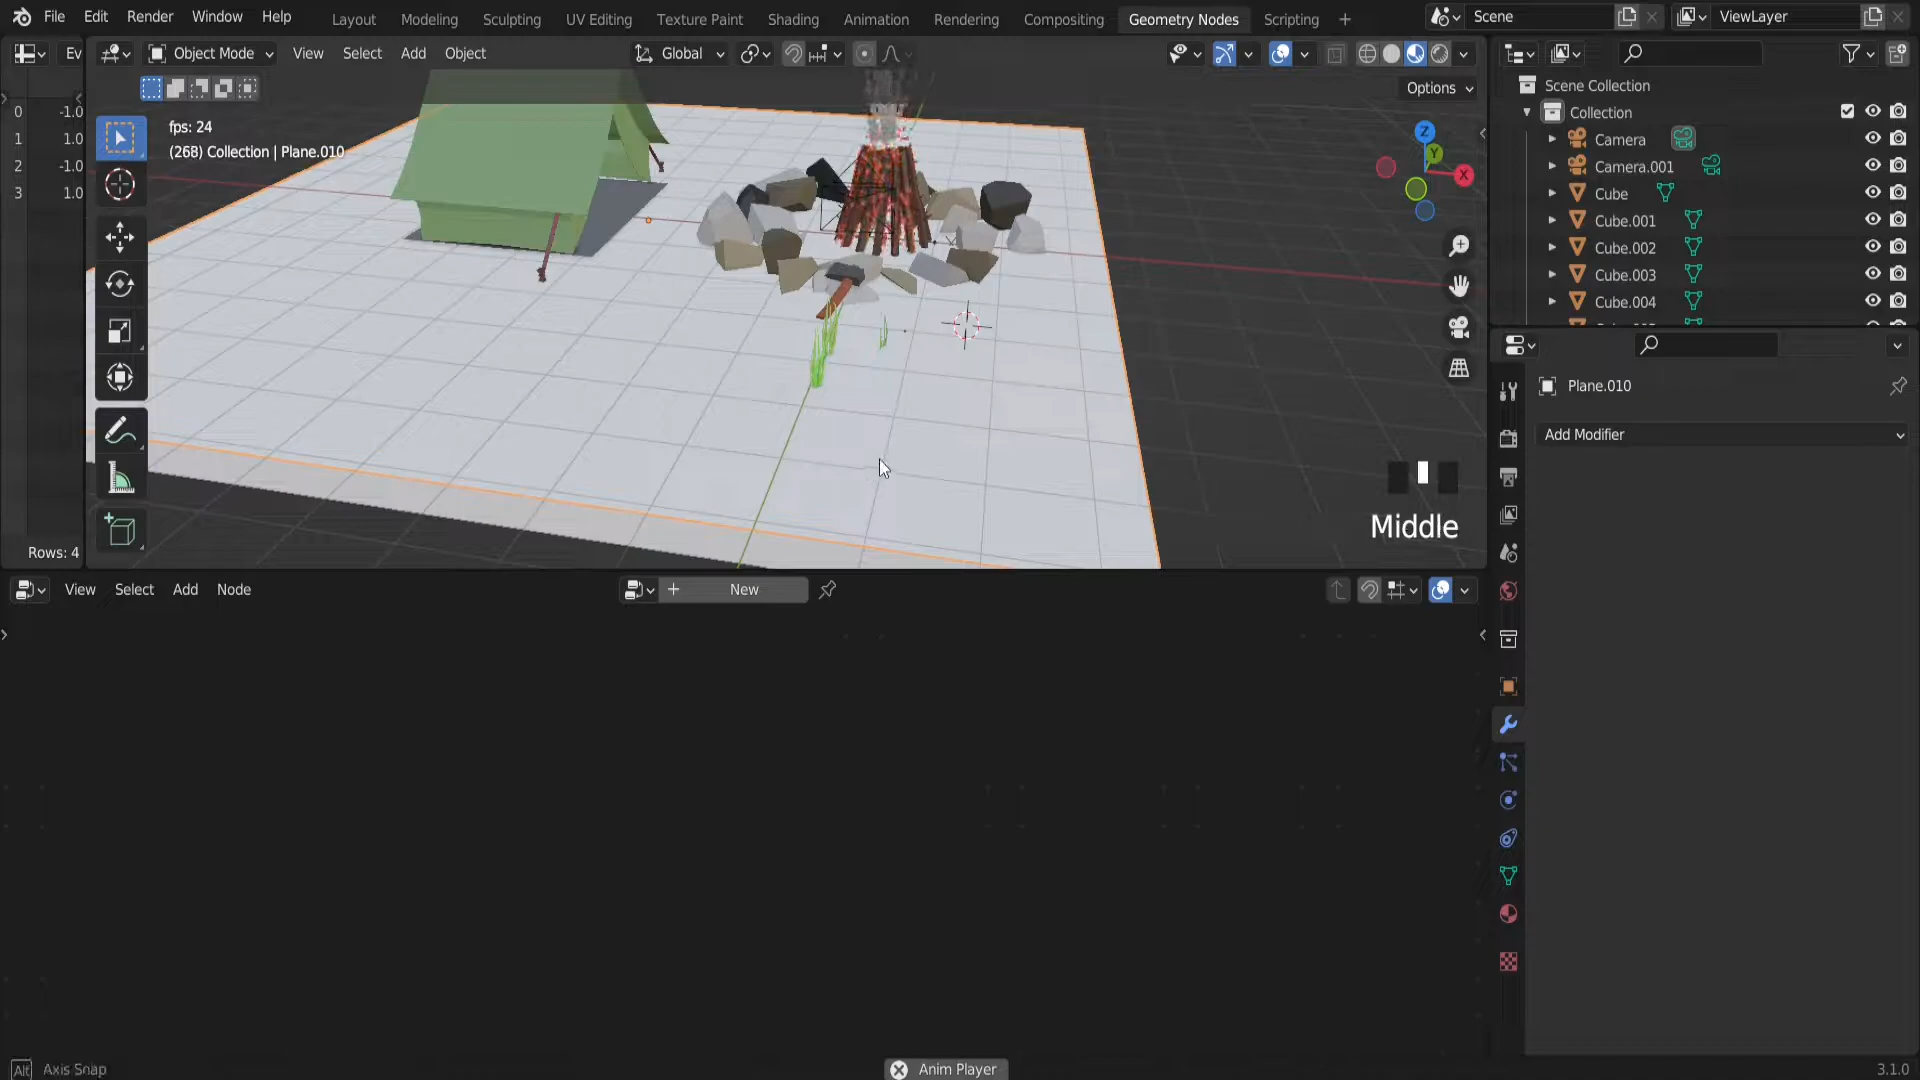 File Edit Render Window Help
Layout Modeling Sculpting UV Editing Texture Paint Shading Animation Rendering Compositing Geometry Nodes Scripting +
Scene
ViewLayer
Ev
Object Mode View Select Add Object
Global
Options
fps: 24
(268) Collection | Plane.010
0 -1.0
1 1.0
2 -1.0
3 1.0
Rows: 4
Z
Y
X
Middle
Scene Collection
Collection
Camera
Camera.001
Cube
Cube.001
Cube.002
Cube.003
Cube.004
Plane.010
Add Modifier
View Select Add Node
+ New
Alt Axis Snap
Anim Player
3.1.0